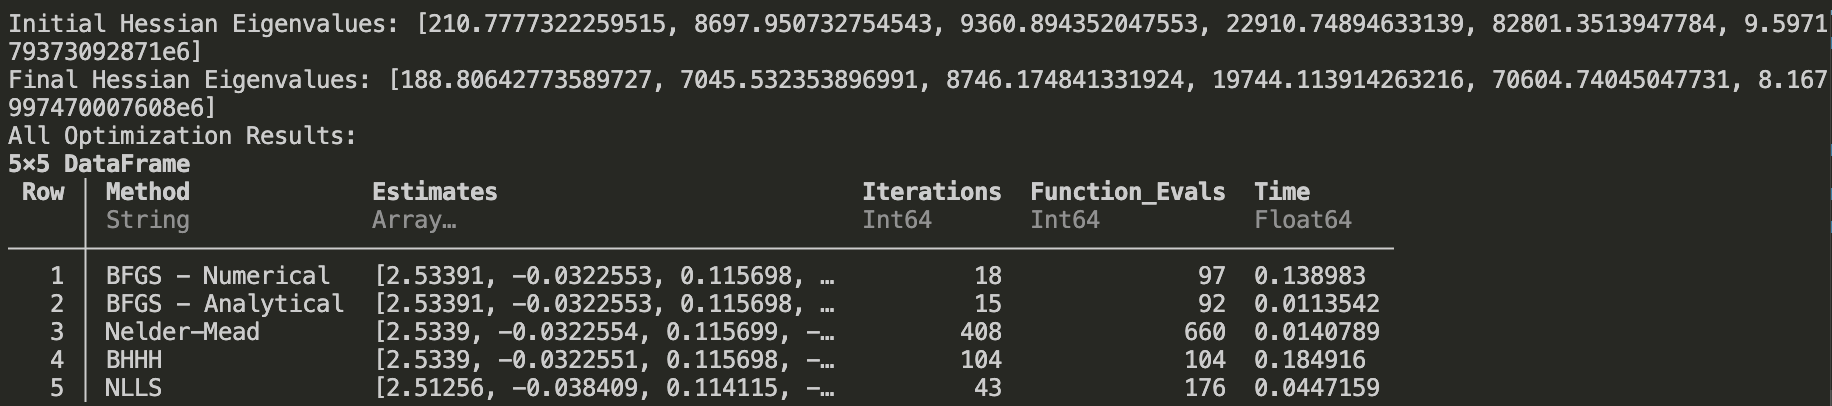 Initial Hessian Eigenvalues: [210.7777322259515, 8697.950732754543, 9360.894352047553, 22910.74894633139, 82801.3513947784, 9.5971
79373092871e6]
Final Hessian Eigenvalues: [188.80642773589727, 7045.532353896991, 8746.174841331924, 19744.113914263216, 70604.74045047731, 8.167
997470007608e6]
All Optimization Results:
5×5 DataFrame
Row │ Method Estimates Iterations Function_Evals Time
│ String Array… Int64 Int64 Float64
1 │ BFGS - Numerical [2.53391, -0.0322553, 0.115698, … 18 97 0.138983
2 │ BFGS - Analytical [2.53391, -0.0322553, 0.115698, … 15 92 0.0113542
3 │ Nelder-Mead [2.5339, -0.0322554, 0.115699, -… 408 660 0.0140789
4 │ BHHH [2.5339, -0.0322551, 0.115698, -… 104 104 0.184916
5 │ NLLS [2.51256, -0.038409, 0.114115, -… 43 176 0.0447159